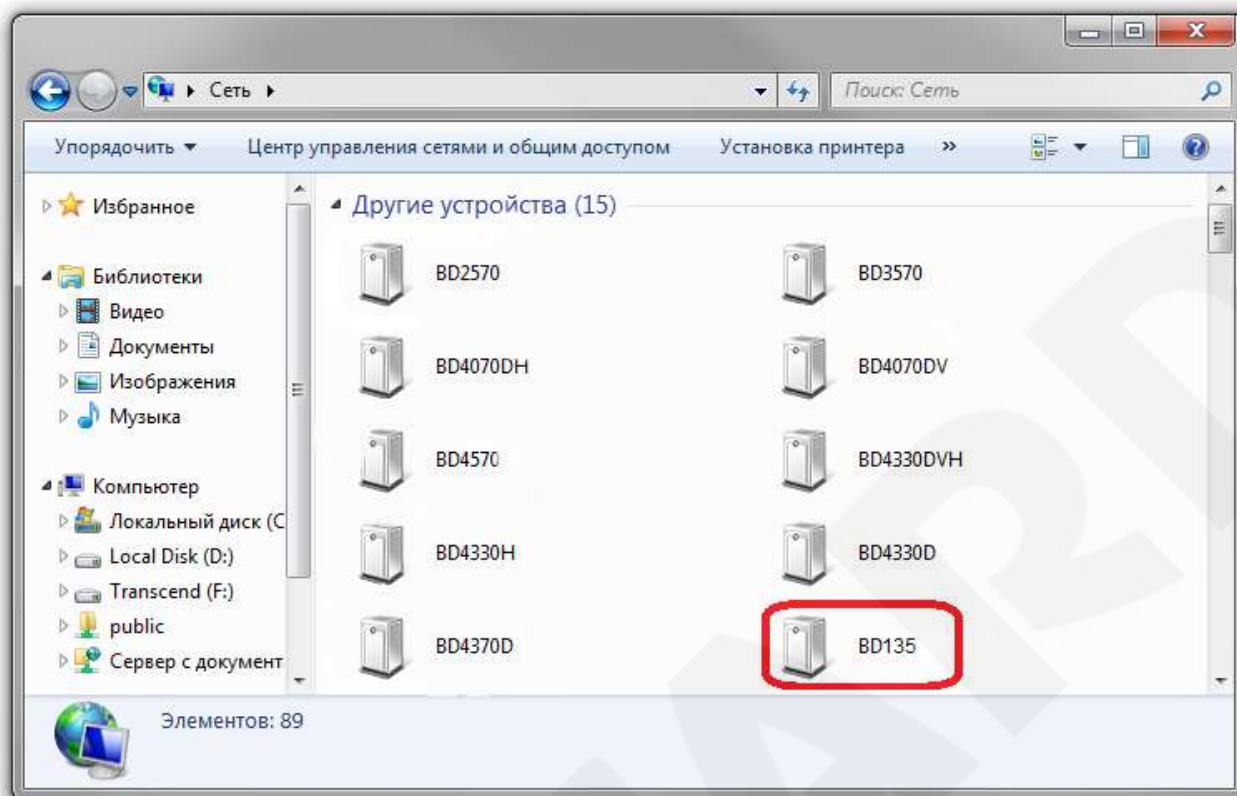 Сеть
Поиск: Сеть
Упорядочить
Центр управления сетями и общим доступом
Установка принтера
»
Избранное
Библиотеки
Видео
Документы
Изображения
Музыка
Компьютер
Локальный диск (C
Local Disk (D:)
Transcend (F:)
public
Сервер с документ
Другие устройства (15)
BD2570
BD3570
BD4070DH
BD4070DV
BD4570
BD4330DVH
BD4330H
BD4330D
BD4370D
BD135
Элементов: 89